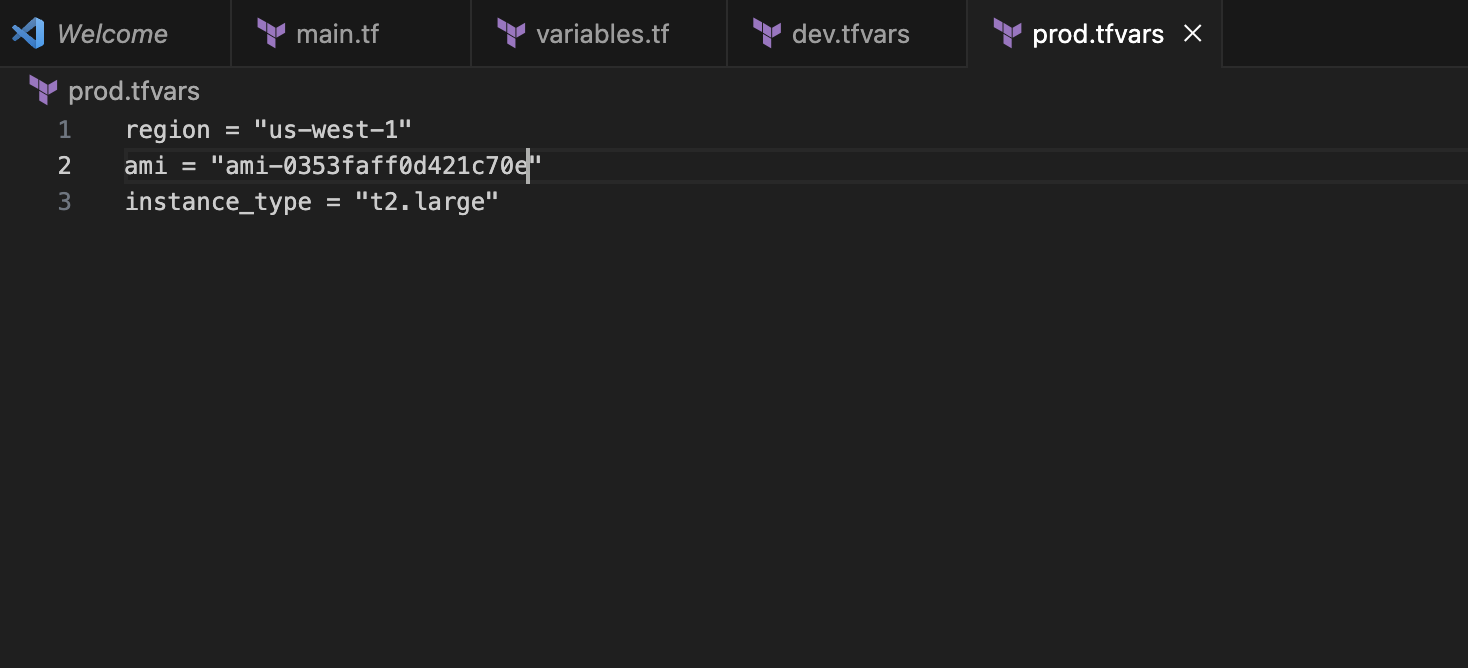 Welcome main.tf variables.tf dev.tfvars prod.tfvars
prod.tfvars
1 region = "us-west-1"
2 ami = "ami-0353faff0d421c70e"
3 instance_type = "t2.large"